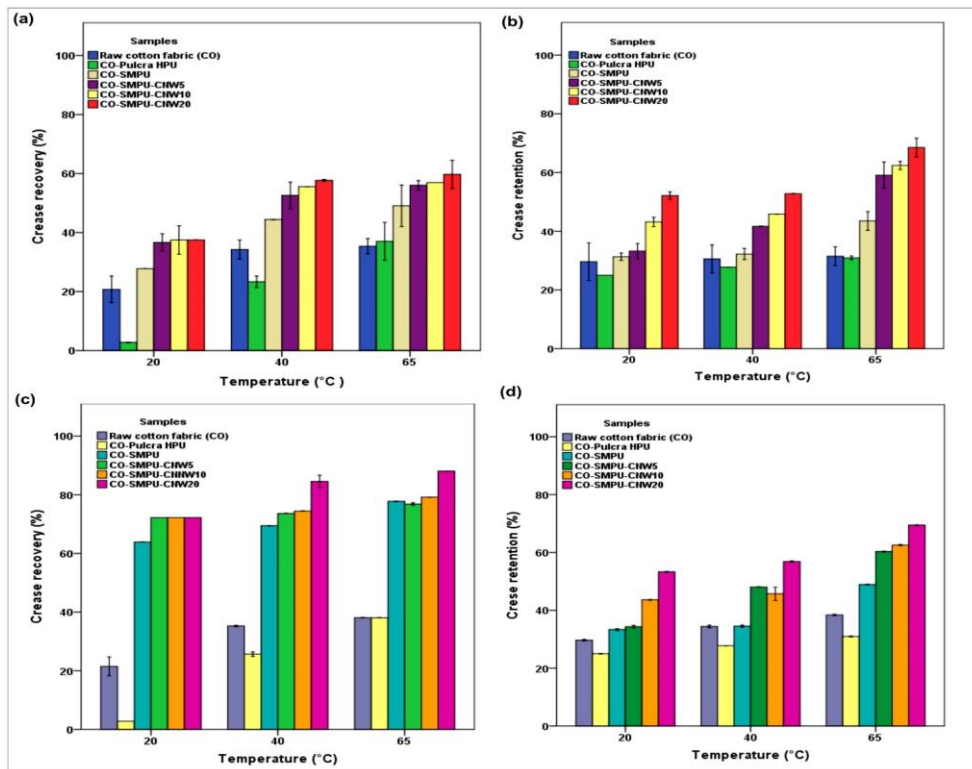 (a)
Samples
Raw cotton fabric (CO)
CO-Pulcra HPU
CO-SMPU
CO-SMPU-CNW5
CO-SMPU-CNW10
CO-SMPU-CNW20
Crease recovery (%)
100
80
60
40
20
0
20 40 65
Temperature (°C )
(b)
Samples
Raw cotton fabric (CO)
CO-Pulcra HPU
CO-SMPU
CO-SMPU-CNW5
CO-SMPU-CNW10
CO-SMPU-CNW20
Crease retention (%)
100
80
60
40
20
0
20 40 65
Temperature (°C)
(c)
Samples
Raw cotton fabric (CO)
CO-Pulcra HPU
CO-SMPU
CO-SMPU-CNW5
CO-SMPU-CNNW10
CO-SMPU-CNW20
Crease recovery (%)
100
80
60
40
20
0
20 40 65
Temperature (°C)
(d)
Samples
Raw cotton fabric (CO)
CO-Pulcra HPU
CO-SMPU
CO-SMPU-CNW5
CO-SMPU-CNW10
CO-SMPU-CNW20
Crese retention (%)
100
80
60
40
20
0
20 40 65
Temperature (°C)